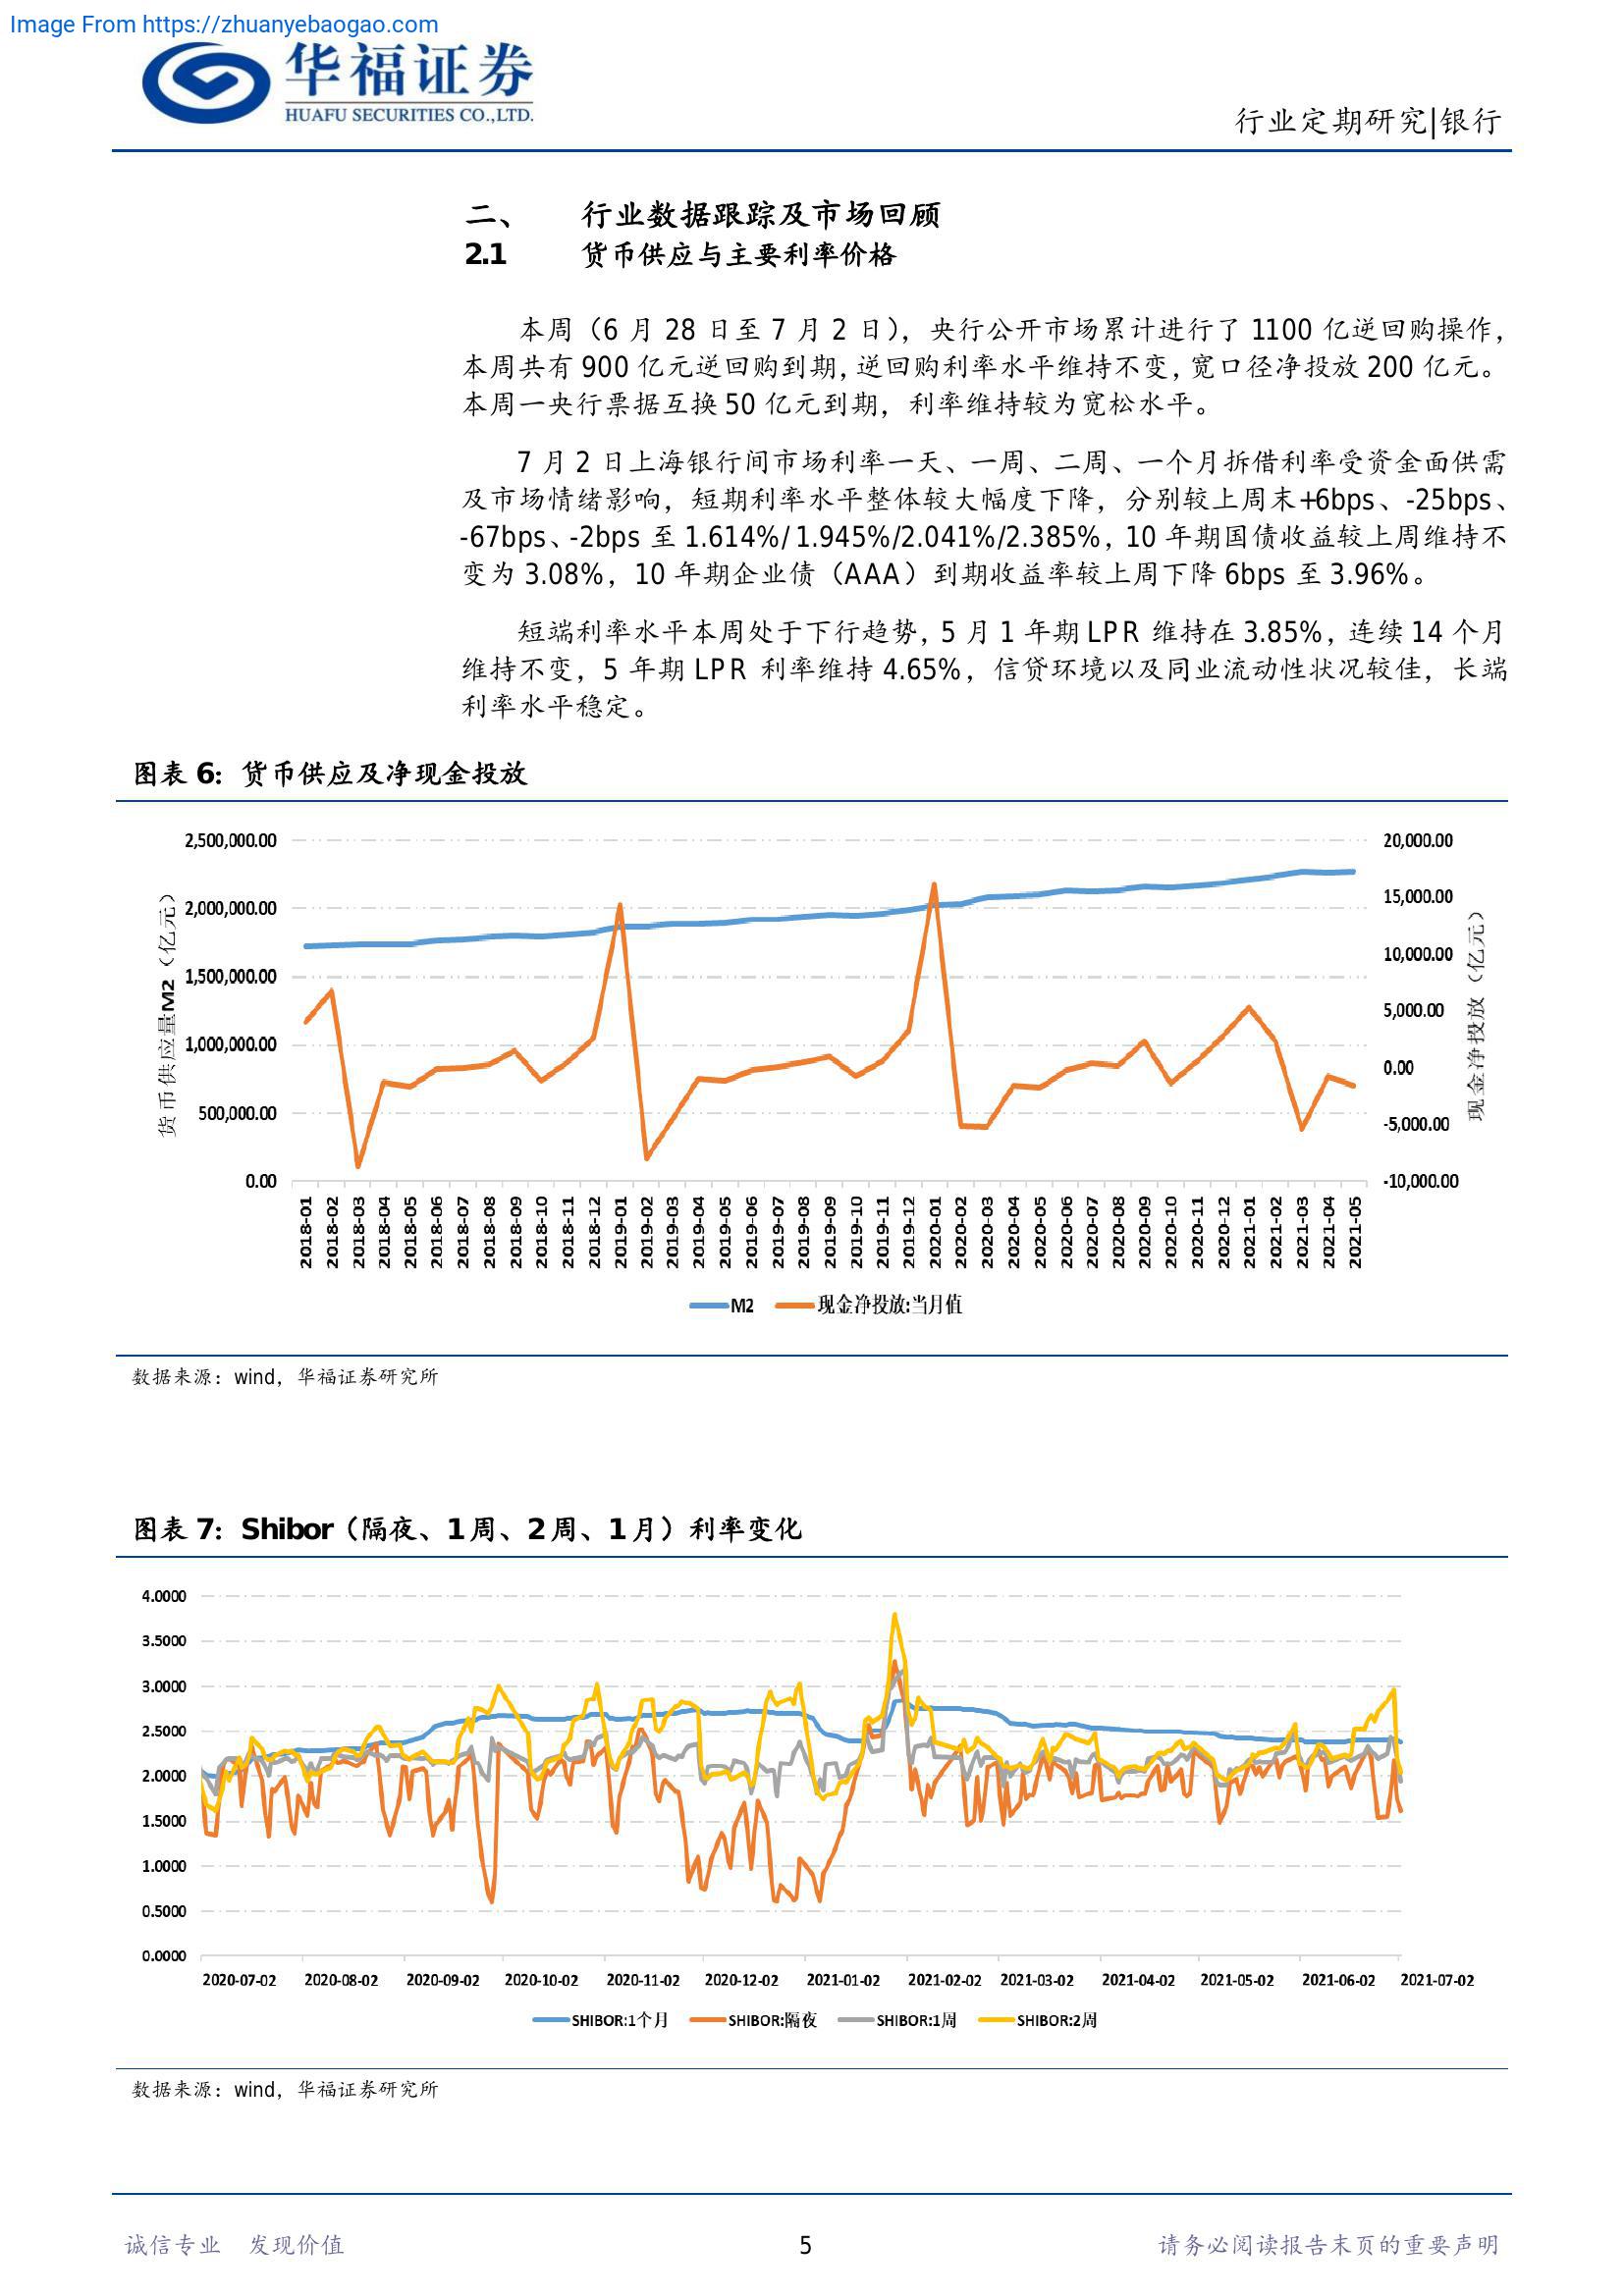 Image From https://zhuanyebaogao.com
华福证券
HUAFU SECURITIES CO.,LTD.
行业定期研究|银行
二、 行业数据跟踪及市场回顾
2.1 货币供应与主要利率价格
本周（6 月 28 日至 7 月 2 日），央行公开市场累计进行了 1100 亿逆回购操作，
本周共有 900 亿元逆回购到期，逆回购利率水平维持不变，宽口径净投放 200 亿元。
本周一央行票据互换 50 亿元到期，利率维持较为宽松水平。
7 月 2 日上海银行间市场利率一天、一周、二周、一个月拆借利率受资金面供需
及市场情绪影响，短期利率水平整体较大幅度下降，分别较上周末+6bps、-25bps、
-67bps、-2bps 至 1.614%/ 1.945%/2.041%/2.385%，10 年期国债收益较上周维持不
变为 3.08%，10 年期企业债（AAA）到期收益率较上周下降 6bps 至 3.96%。
短端利率水平本周处于下行趋势，5 月 1 年期 LPR 维持在 3.85%，连续 14 个月
维持不变，5 年期 LPR 利率维持 4.65%，信贷环境以及同业流动性状况较佳，长端
利率水平稳定。
图表 6：货币供应及净现金投放
货币供应量M2（亿元）
2,500,000.00
2,000,000.00
1,500,000.00
1,000,000.00
500,000.00
0.00
20,000.00
15,000.00
10,000.00
5,000.00
0.00
-5,000.00
-10,000.00
现金净投放（亿元）
2018-01
2018-02
2018-03
2018-04
2018-05
2018-06
2018-07
2018-08
2018-09
2018-10
2018-11
2018-12
2019-01
2019-02
2019-03
2019-04
2019-05
2019-06
2019-07
2019-08
2019-09
2019-10
2019-11
2019-12
2020-01
2020-02
2020-03
2020-04
2020-05
2020-06
2020-07
2020-08
2020-09
2020-10
2020-11
2020-12
2021-01
2021-02
2021-03
2021-04
2021-05
M2 现金净投放:当月值
数据来源：wind，华福证券研究所
图表 7：Shibor（隔夜、1 周、2 周、1 月）利率变化
4.0000
3.5000
3.0000
2.5000
2.0000
1.5000
1.0000
0.5000
0.0000
2020-07-02 2020-08-02 2020-09-02 2020-10-02 2020-11-02 2020-12-02 2021-01-02 2021-02-02 2021-03-02 2021-04-02 2021-05-02 2021-06-02 2021-07-02
SHIBOR:1个月 SHIBOR:隔夜 SHIBOR:1周 SHIBOR:2周
数据来源：wind，华福证券研究所
诚信专业 发现价值 5 请务必阅读报告末页的重要声明